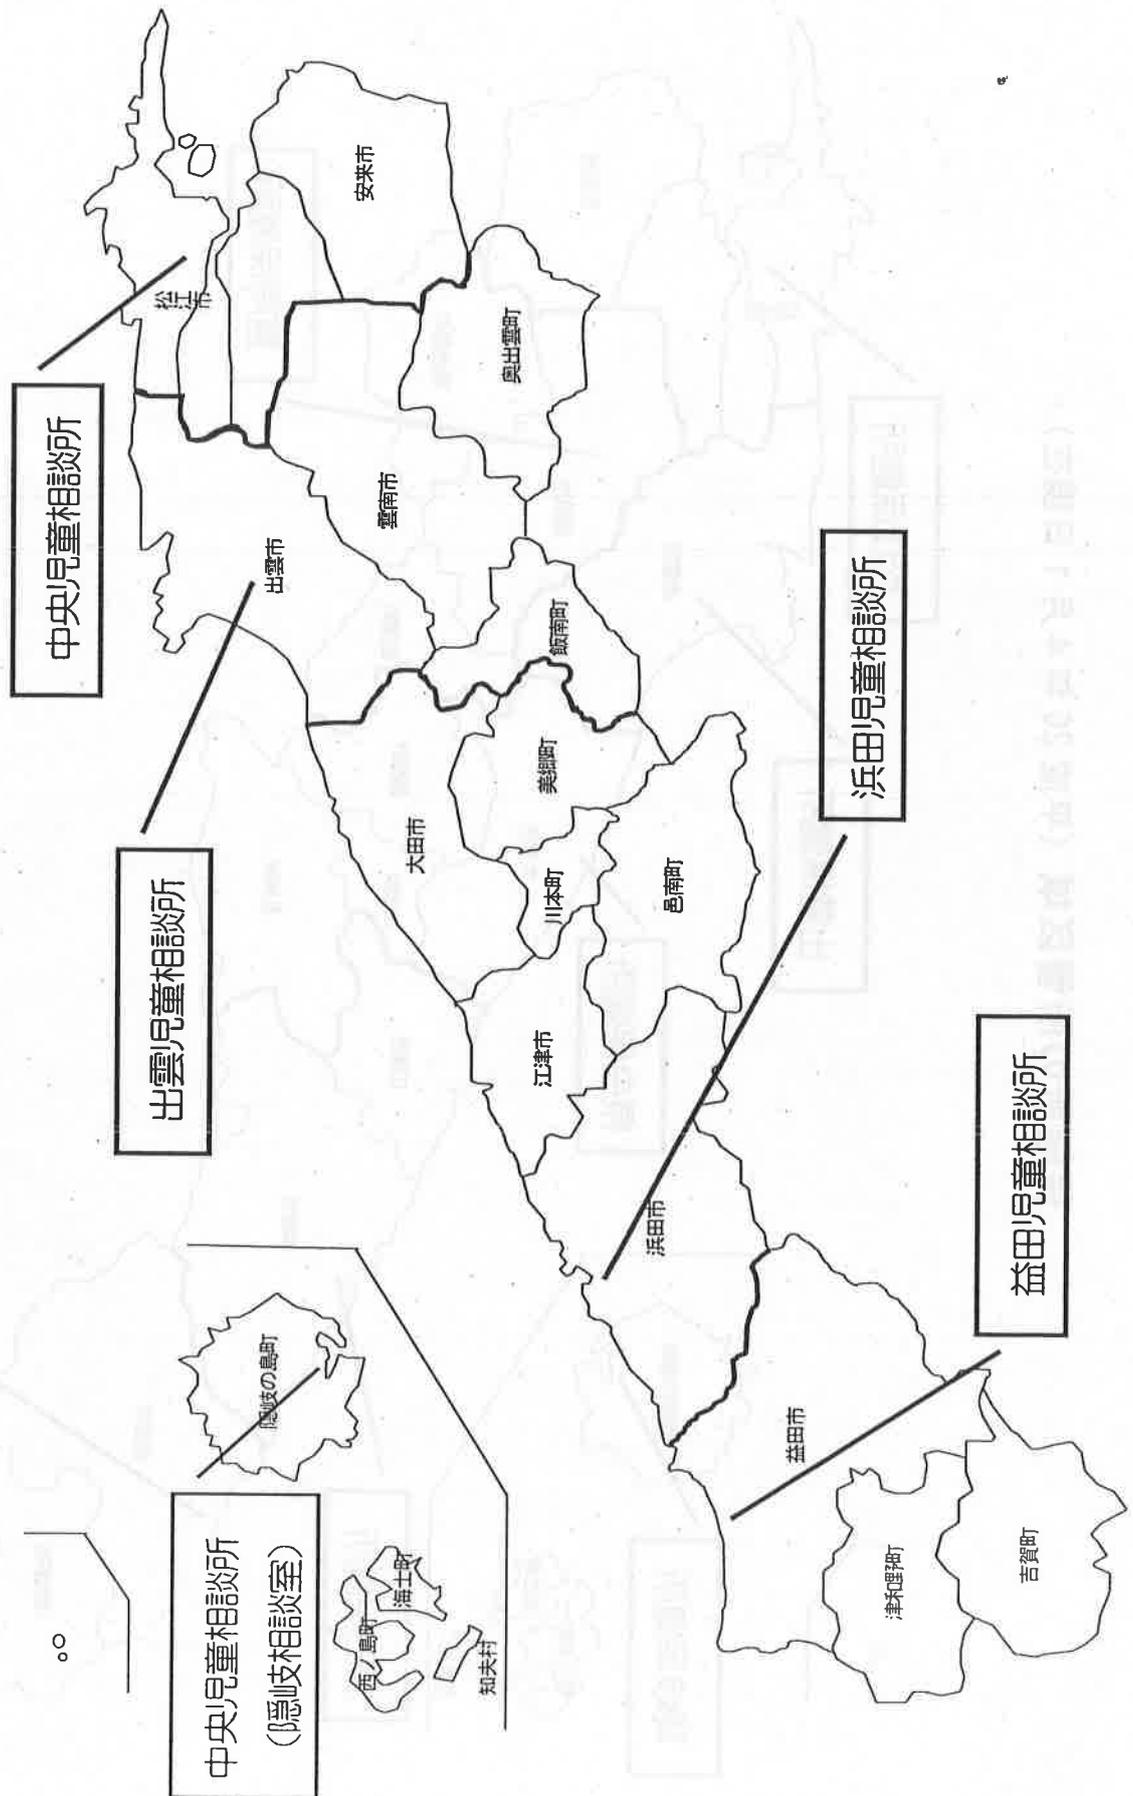 中央児童相談所
出雲児童相談所
中央児童相談所
(隠岐相談室)
隠岐の島町
西ノ島町
海士町
知夫村
松江市
安来市
出雲市
雲南市
奥出雲町
飯南町
大田市
美郷町
川本町
邑南町
江津市
浜田市
浜田児童相談所
益田市
津和野町
吉賀町
益田児童相談所